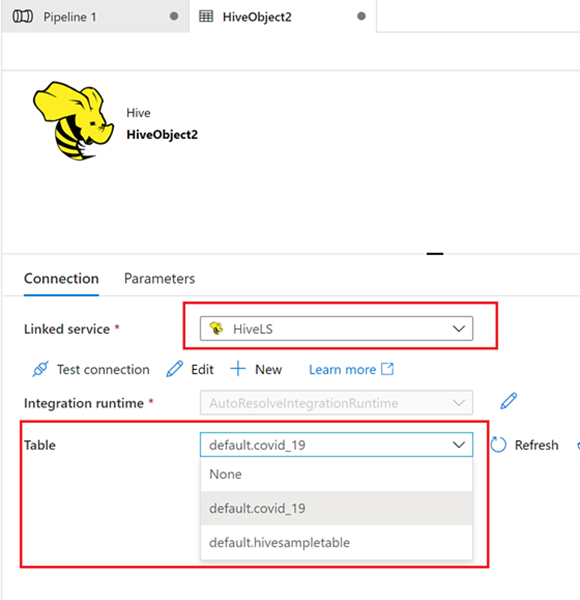 Pipeline 1 HiveObject2
Hive
HiveObject2
Connection Parameters
Linked service * HiveLS
Test connection Edit New Learn more
Integration runtime * AutoResolveIntegrationRuntime
Table default.covid_19 Refresh
None
default.covid_19
default.hivesampletable